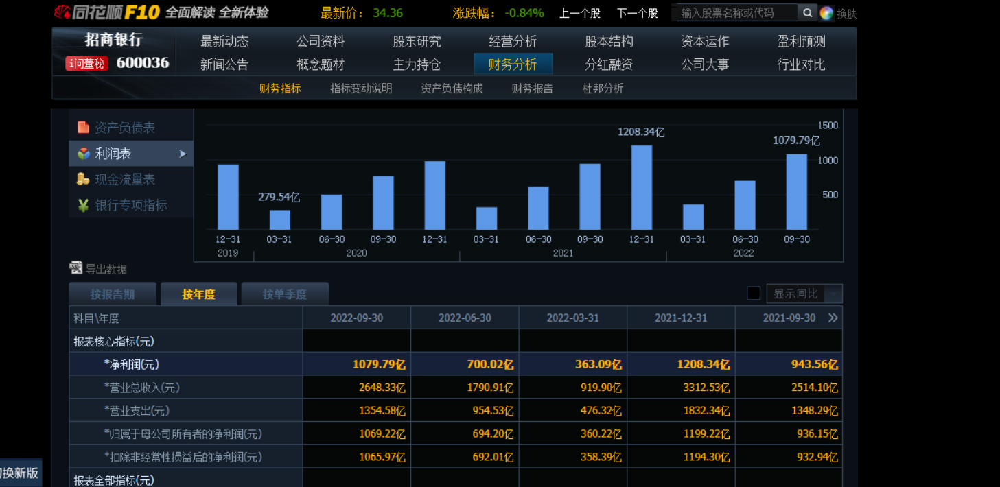 同花顺 F10 全面解读 全新体验 最新价: 34.36 涨跌幅: -0.84% 上一个股 下一个股 输入股票名称或代码 换肤
招商银行 最新动态 公司资料 股东研究 经营分析 股本结构 资本运作 盈利预测
i问董秘 600036 新闻公告 概念题材 主力持仓 财务分析 分红融资 公司大事 行业对比
财务指标 指标变动说明 资产负债构成 财务报告 杜邦分析
资产负债表
利润表
现金流量表
银行专项指标
1500
1000
500
1208.34亿
1079.79亿
279.54亿
12-31 03-31 06-30 09-30 12-31 03-31 06-30 09-30 12-31 03-31 06-30 09-30
2019 2020 2021 2022
导出数据
按报告期 按年度 按单季度 显示同比
科目\年度 2022-09-30 2022-06-30 2022-03-31 2021-12-31 2021-09-30 >>
报表核心指标(元)
*净利润(元) 1079.79亿 700.02亿 363.09亿 1208.34亿 943.56亿
*营业总收入(元) 2648.33亿 1790.91亿 919.90亿 3312.53亿 2514.10亿
*营业支出(元) 1354.58亿 954.53亿 476.32亿 1832.34亿 1348.29亿
*归属于母公司所有者的净利润(元) 1069.22亿 694.20亿 360.22亿 1199.22亿 936.15亿
*扣除非经常性损益后的净利润(元) 1065.97亿 692.01亿 358.39亿 1194.30亿 932.94亿
报表全部指标(元)
换新版